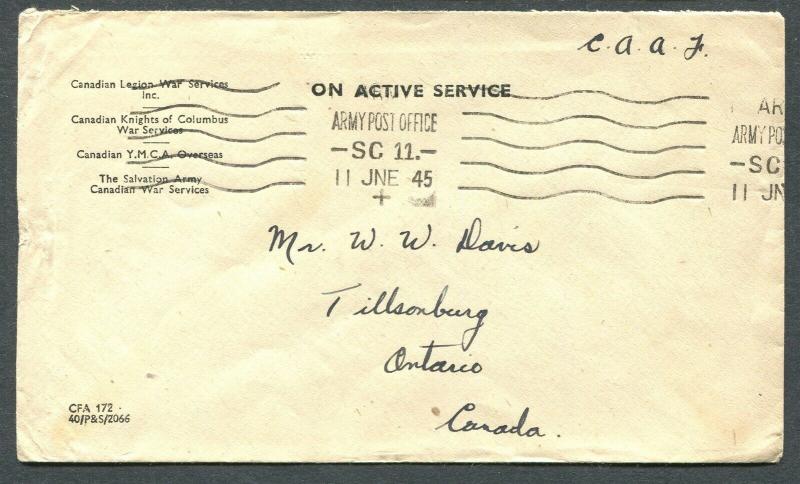 C. A. A. F.
Canadian Legion War Services
Inc.
ON ACTIVE SERVICE
Canadian Knights of Columbus
War Services
Canadian Y.M.C.A. Overseas
The Salvation Army
Canadian War Services
ARMY POST OFFICE
-SC 11.-
11 JNE 45
+
AR
ARMY PO
-SC
11 JN
Mr. W. W. Davis
Tillsonburg
Ontario
Canada.
CFA 172 .
40/P&S/2066